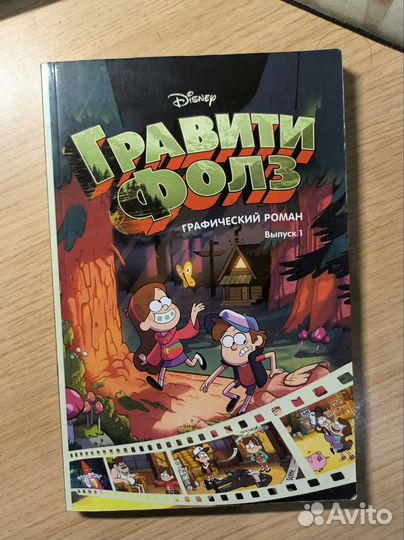 Disney
ГРАВИТИ
ФОЛЗ
ГРАФИЧЕСКИЙ РОМАН
Выпуск 1
Avito